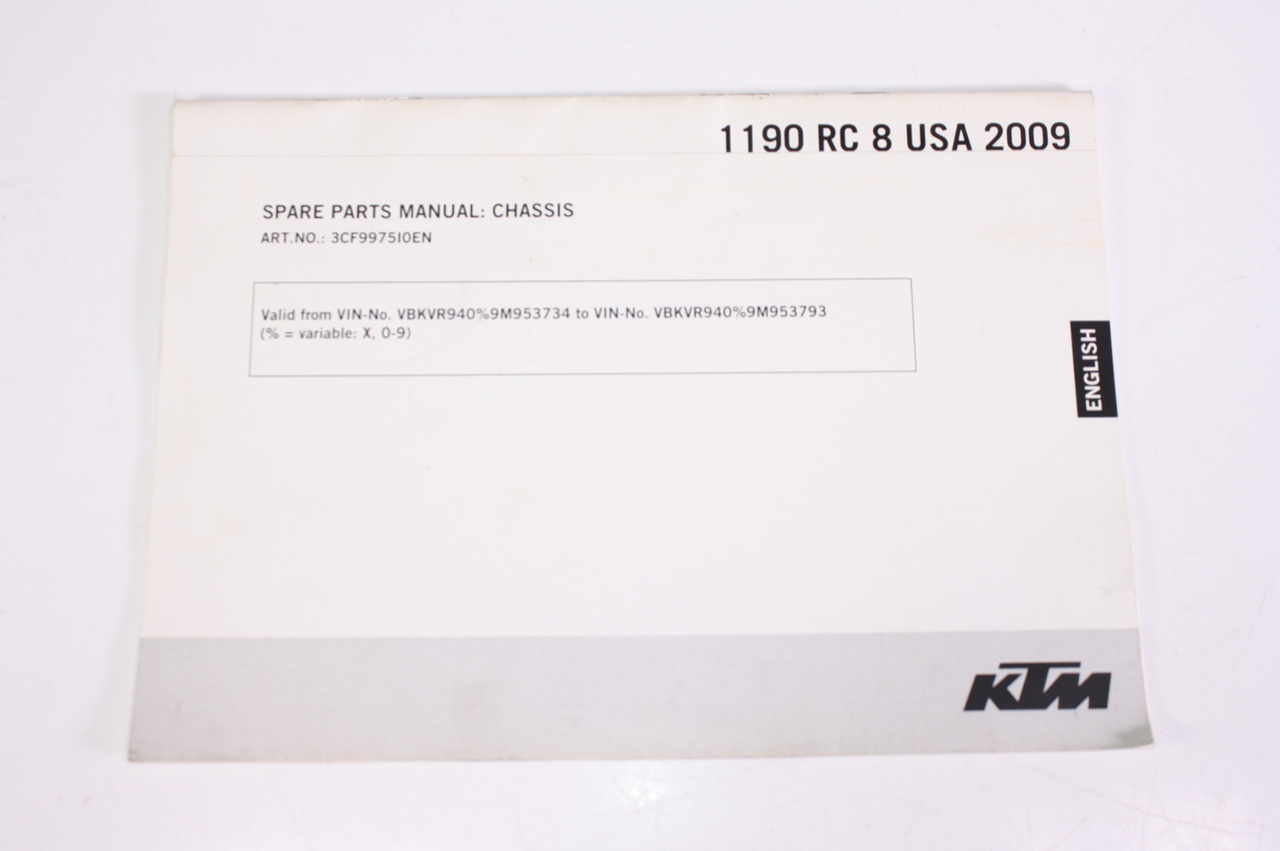 1190 RC 8 USA 2009
SPARE PARTS MANUAL: CHASSIS
ART.NO.: 3CF997510EN
Valid from VIN-No. VBKVR940%9M953734 to VIN-No. VBKVR940%9M953793
(% = variable: X, 0-9)
ENGLISH
KTM